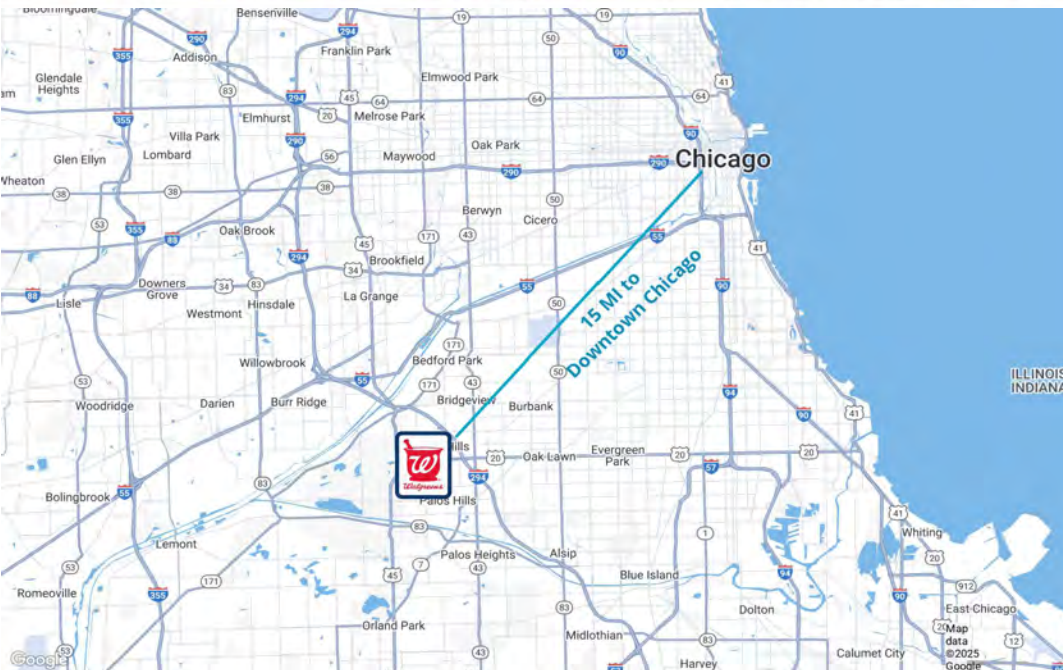 Bloomingdale
Bensenville
19
290
294
50
Addison
Franklin Park
90
355
Glendale
Heights
Elmwood Park
41
83
294
45
64
64
64
20
Elmhurst
Melrose Park
355
Villa Park
290
90
Oak Park
Glen Ellyn
Lombard
56
Maywood
290
Chicago
290
Wheaton
38
38
38
50
53
Berwyn
Cicero
355
Oak Brook
171
43
55
88
45
41
294
Brookfield
34
90
88
Downers
Grove
34
83
55
Lisle
Hinsdale
La Grange
50
Westmont
15 MI to
Downtown Chicago
171
Willowbrook
Bedford Park
ILLINOIS
INDIANA
53
55
171
43
50
94
Woodridge
Darien
Burr Ridge
Bridgeview
Burbank
90
41
Hills
W
Walgreens
20
Oak Lawn
Evergreen
Park
20
20
57
294
83
Bolingbrook
55
Palos Hills
41
83
1
Whiting
Lemont
Palos Heights
Alsip
20
53
171
45
7
43
Blue Island
94
912
Romeoville
355
90
83
Dolton
East Chicago
Orland Park
20
Map
data
©2025
Google
53
43
Midlothian
83
12
Harvey
Calumet City
Google